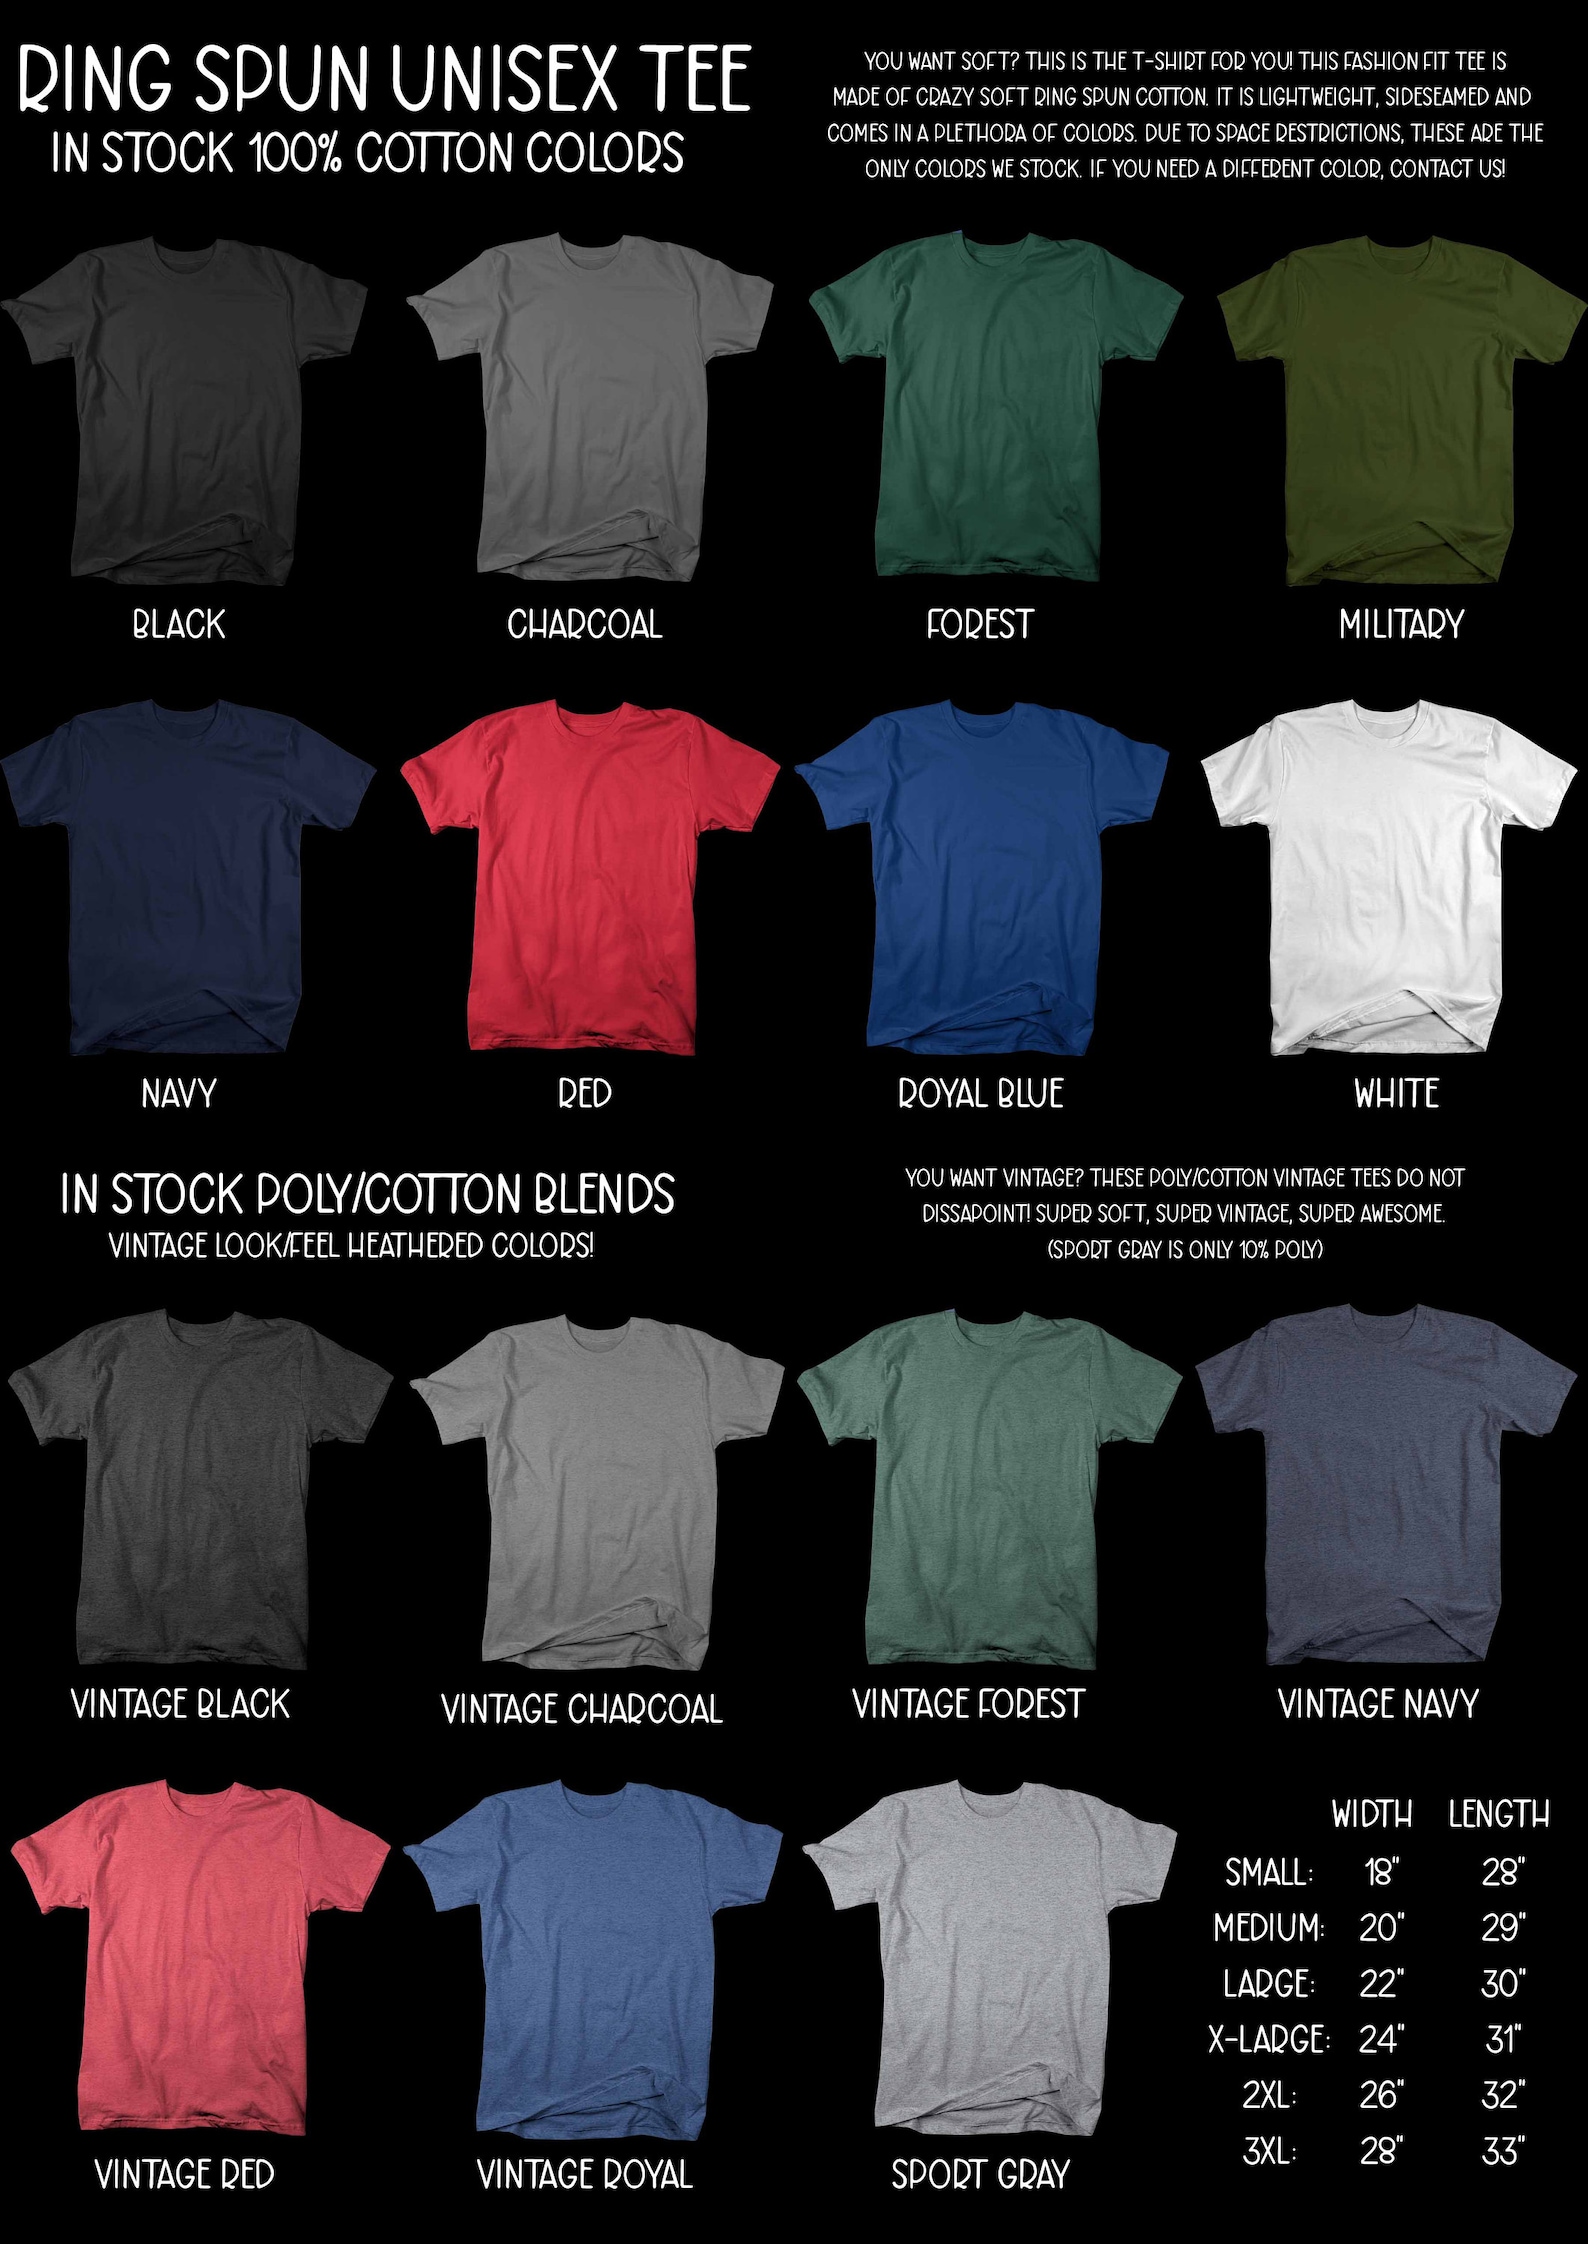 RING SPUN UNISEX TEE
IN STOCK 100% COTTON COLORS
YOU WANT SOFT? THIS IS THE T-SHIRT FOR YOU! THIS FASHION FIT TEE IS
MADE OF CRAZY SOFT RING SPUN COTTON. IT IS LIGHTWEIGHT, SIDESEAMED AND
COMES IN A PLETHORA OF COLORS. DUE TO SPACE RESTRICTIONS, THESE ARE THE
ONLY COLORS WE STOCK. IF YOU NEED A DIFFERENT COLOR, CONTACT US!
BLACK
CHARCOAL
FOREST
MILITARY
NAVY
RED
ROYAL BLUE
WHITE
IN STOCK POLY/COTTON BLENDS
VINTAGE LOOK/FEEL HEATHERED COLORS!
YOU WANT VINTAGE? THESE POLY/COTTON VINTAGE TEES DO NOT
DISSAPOINT! SUPER SOFT, SUPER VINTAGE, SUPER AWESOME.
(SPORT GRAY IS ONLY 10% POLY)
VINTAGE BLACK
VINTAGE CHARCOAL
VINTAGE FOREST
VINTAGE NAVY
VINTAGE RED
VINTAGE ROYAL
SPORT GRAY
WIDTH LENGTH
SMALL: 18" 28"
MEDIUM: 20" 29"
LARGE: 22" 30"
X-LARGE: 24" 31"
2XL: 26" 32"
3XL: 28" 33"